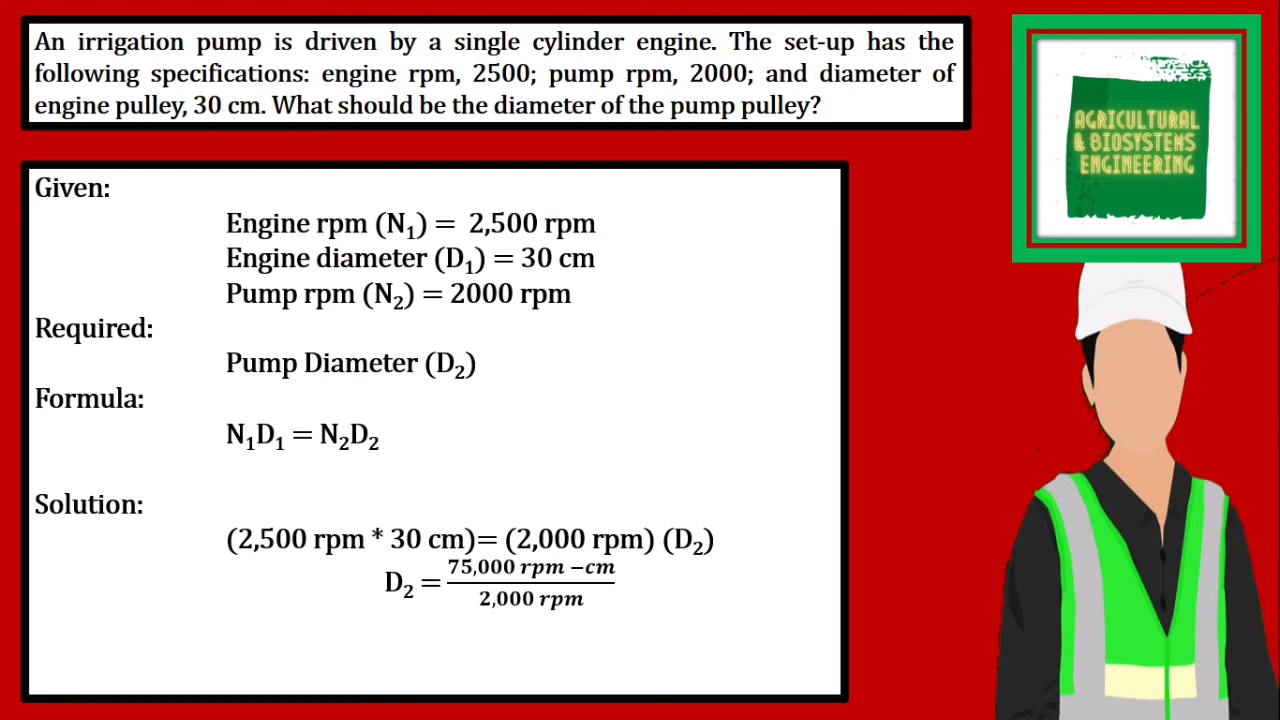 An irrigation pump is driven by a single cylinder engine. The set-up has the
following specifications: engine rpm, 2500; pump rpm, 2000; and diameter of
engine pulley, 30 cm. What should be the diameter of the pump pulley?
AGRICULTURAL
& BIOSYSTEMS
ENGINEERING
Given:
Engine rpm (N₁) = 2,500 rpm
Engine diameter (D₁) = 30 cm
Pump rpm (N₂) = 2000 rpm
Required:
Pump Diameter (D₂)
Formula:
N₁D₁ = N₂D₂
Solution:
(2,500 rpm * 30 cm)= (2,000 rpm) (D₂)
D₂ = 75,000 rpm –cm / 2,000 rpm